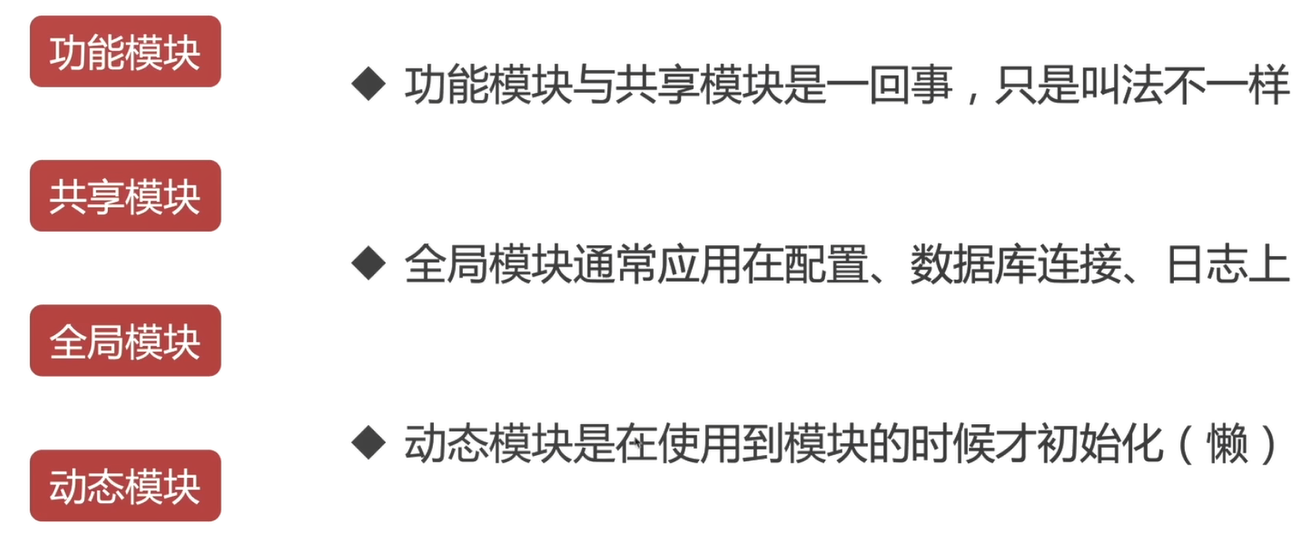 功能模块
共享模块
全局模块
动态模块
◆ 功能模块与共享模块是一回事，只是叫法不一样
◆ 全局模块通常应用在配置、数据库连接、日志上
◆ 动态模块是在使用到模块的时候才初始化（懒）